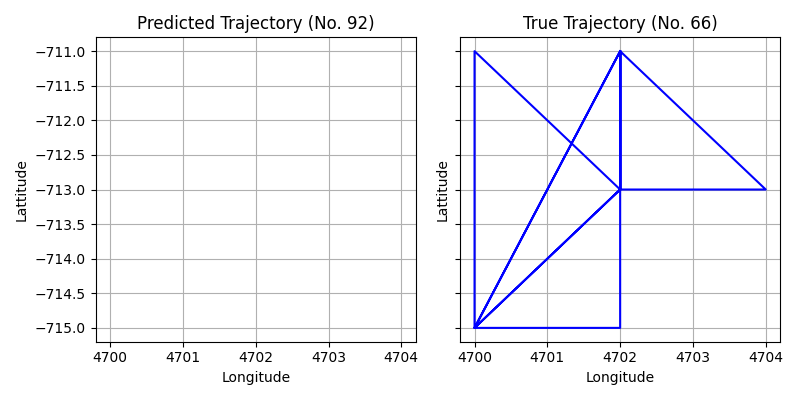 Predicted Trajectory (No. 92)
Lattitude
−711.0
−711.5
−712.0
−712.5
−713.0
−713.5
−714.0
−714.5
−715.0
4700 4701 4702 4703 4704
Longitude
True Trajectory (No. 66)
Lattitude
4700 4701 4702 4703 4704
Longitude